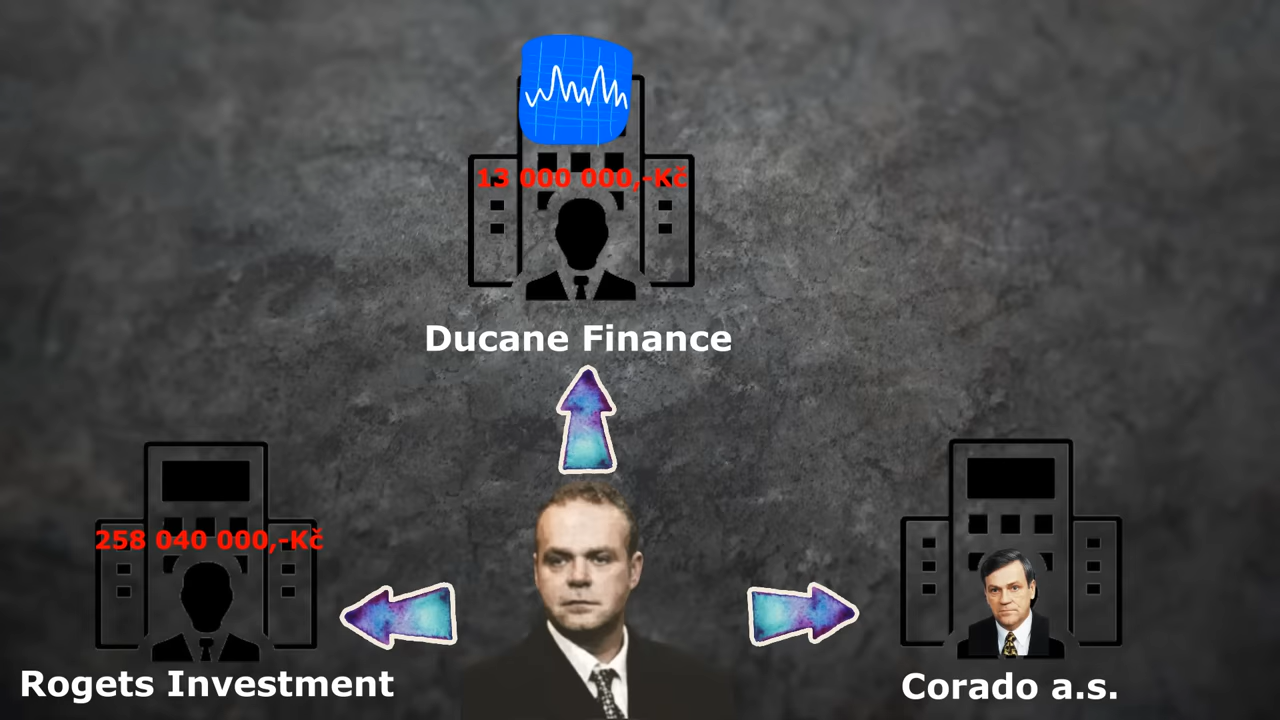 13 000 000,-Kč
Ducane Finance
258 040 000,-Kč
Rogets Investment
Corado a.s.